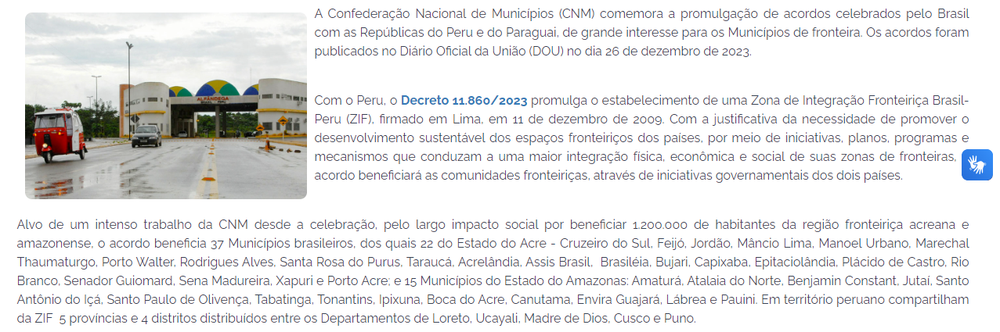 A Confederação Nacional de Municípios (CNM) comemora a promulgação de acordos celebrados pelo Brasil
com as Repúblicas do Peru e do Paraguai, de grande interesse para os Municípios de fronteira. Os acordos foram
publicados no Diário Oficial da União (DOU) no dia 26 de dezembro de 2023.
ALFÂNDEGA
BRASIL PERU
Com o Peru, o Decreto 11.860/2023 promulga o estabelecimento de uma Zona de Integração Fronteiriça Brasil-
Peru (ZIF), firmado em Lima, em 11 de dezembro de 2009. Com a justificativa da necessidade de promover o
desenvolvimento sustentável dos espaços fronteiriços dos países, por meio de iniciativas, planos, programas e
mecanismos que conduzam a uma maior integração física, econômica e social de suas zonas de fronteiras,
acordo beneficiará as comunidades fronteiriças, através de iniciativas governamentais dos dois países.
Alvo de um intenso trabalho da CNM desde a celebração, pelo largo impacto social por beneficiar 1.200.000 de habitantes da região fronteiriça acreana e
amazonense, o acordo beneficia 37 Municípios brasileiros, dos quais 22 do Estado do Acre - Cruzeiro do Sul, Feijó, Jordão, Mâncio Lima, Manoel Urbano, Marechal
Thaumaturgo, Porto Walter, Rodrigues Alves, Santa Rosa do Purus, Taraucá, Acrelândia, Assis Brasil, Brasiléia, Bujari, Capixaba, Epitaciolândia, Plácido de Castro, Rio
Branco, Senador Guiomard, Sena Madureira, Xapuri e Porto Acre; e 15 Municípios do Estado do Amazonas: Amaturá, Atalaia do Norte, Benjamin Constant, Jutaí, Santo
Antônio do Içá, Santo Paulo de Olivença, Tabatinga, Tonantins, Ipixuna, Boca do Acre, Canutama, Envira Guajará, Lábrea e Pauini. Em território peruano compartilham
da ZIF 5 províncias e 4 distritos distribuídos entre os Departamentos de Loreto, Ucayali, Madre de Dios, Cusco e Puno.